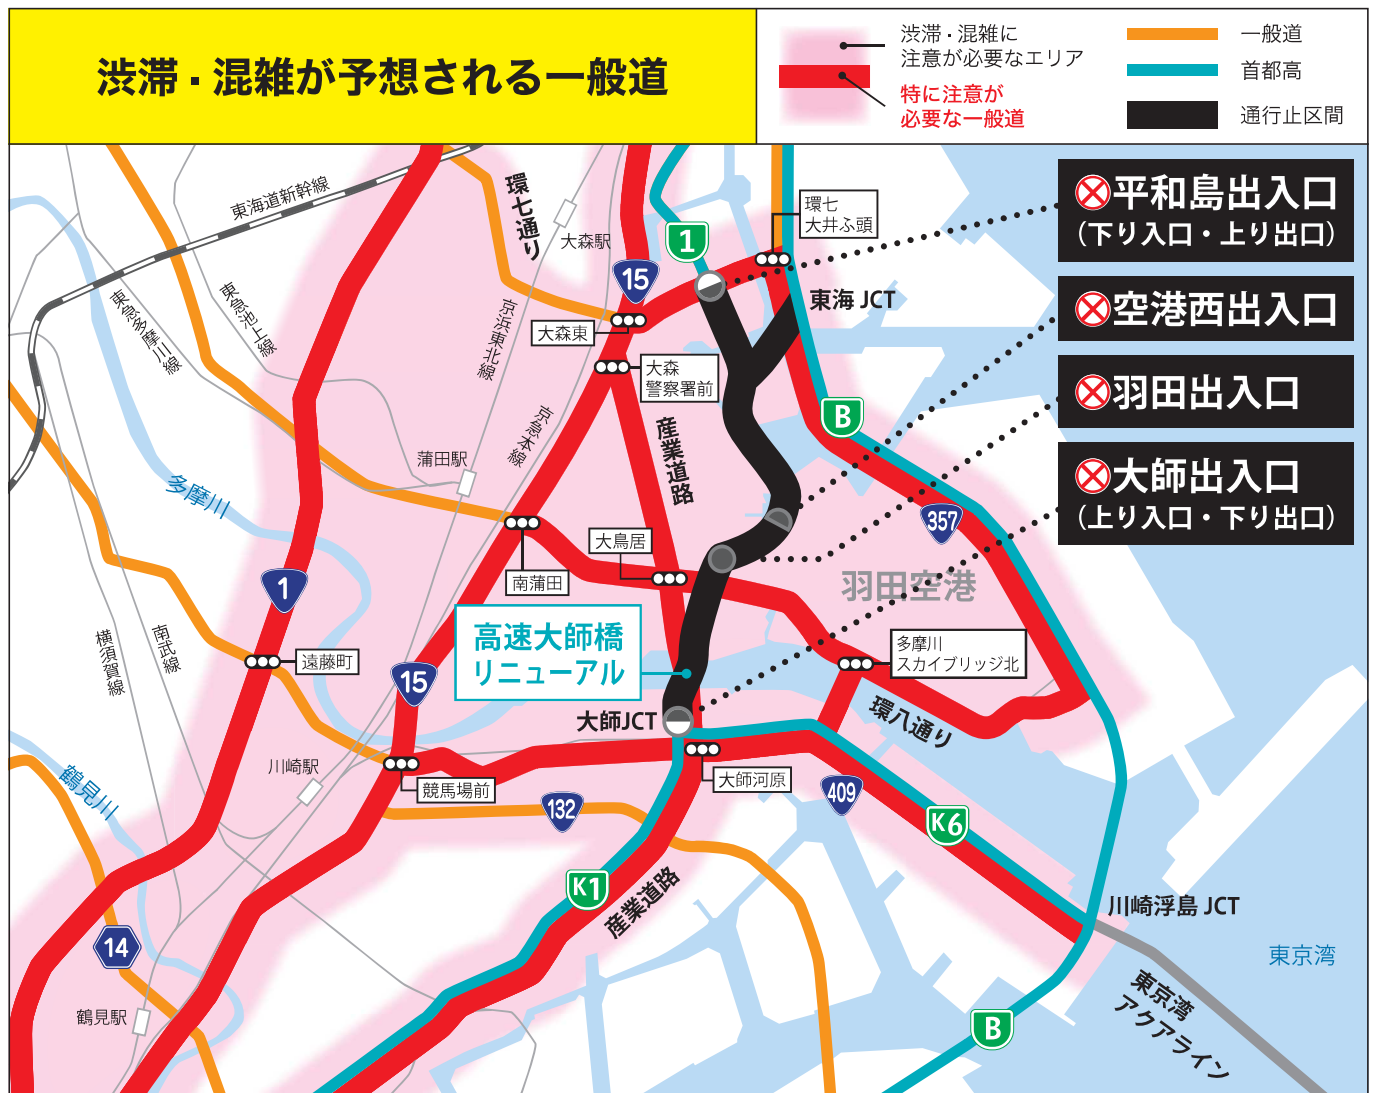 渋滞・混雑が予想される一般道
渋滞・混雑に
注意が必要なエリア
特に注意が
必要な一般道
一般道
首都高
通行止区間
平和島出入口
（下り入口・上り出口）
空港西出入口
羽田出入口
大師出入口
（上り入口・下り出口）
東海道新幹線
環七通り
大森駅
15
1
環七
大井ふ頭
東海 JCT
東急多摩川線
東急池上線
京浜東北線
大森東
大森
警察署前
B
京急本線
産業道路
蒲田駅
多摩川
357
大鳥居
南蒲田
羽田空港
1
横須賀線
南武線
遠藤町
高速大師橋
リニューアル
多摩川
スカイブリッジ北
15
大師JCT
環八通り
川崎駅
競馬場前
大師河原
鶴見川
132
409
K6
K1
産業道路
川崎浮島 JCT
14
東京湾
鶴見駅
東京湾
アクアライン
B